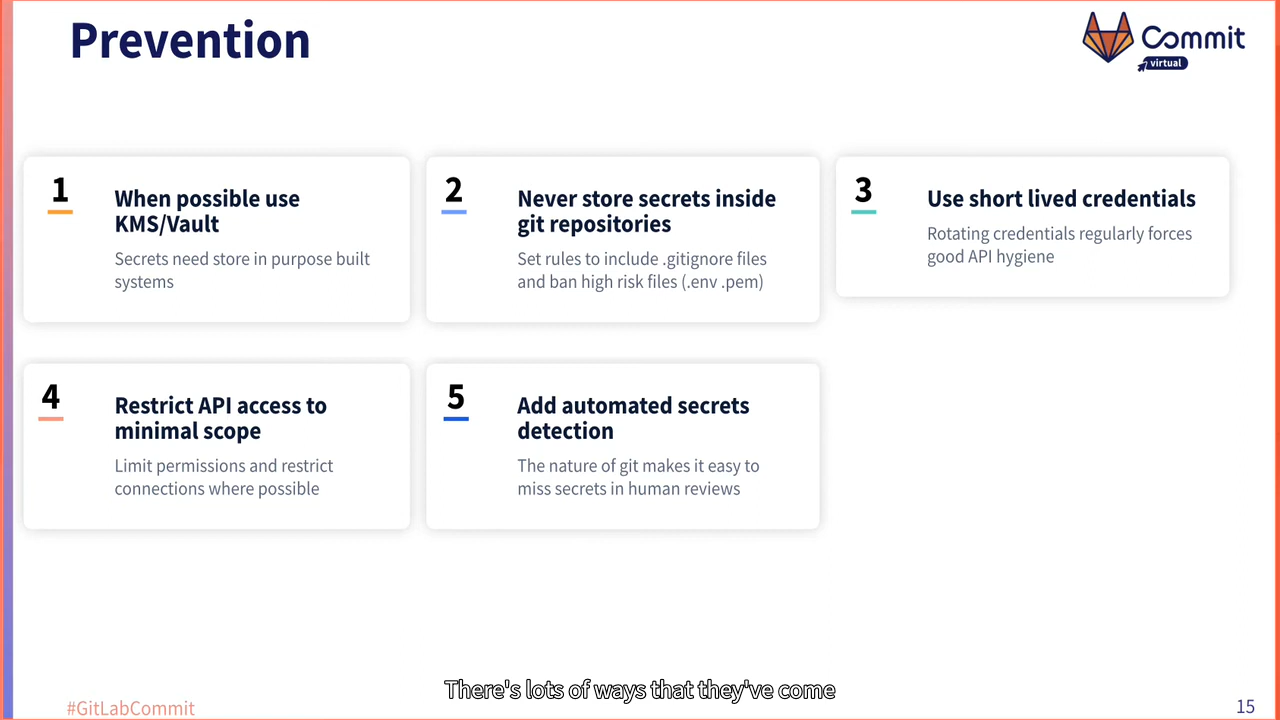 Prevention
Commit
virtual
1
When possible use
KMS/Vault
Secrets need store in purpose built
systems
2
Never store secrets inside
git repositories
Set rules to include .gitignore files
and ban high risk files (.env .pem)
3
Use short lived credentials
Rotating credentials regularly forces
good API hygiene
4
Restrict API access to
minimal scope
Limit permissions and restrict
connections where possible
5
Add automated secrets
detection
The nature of git makes it easy to
miss secrets in human reviews
There's lots of ways that they've come
#GitLabCommit
15